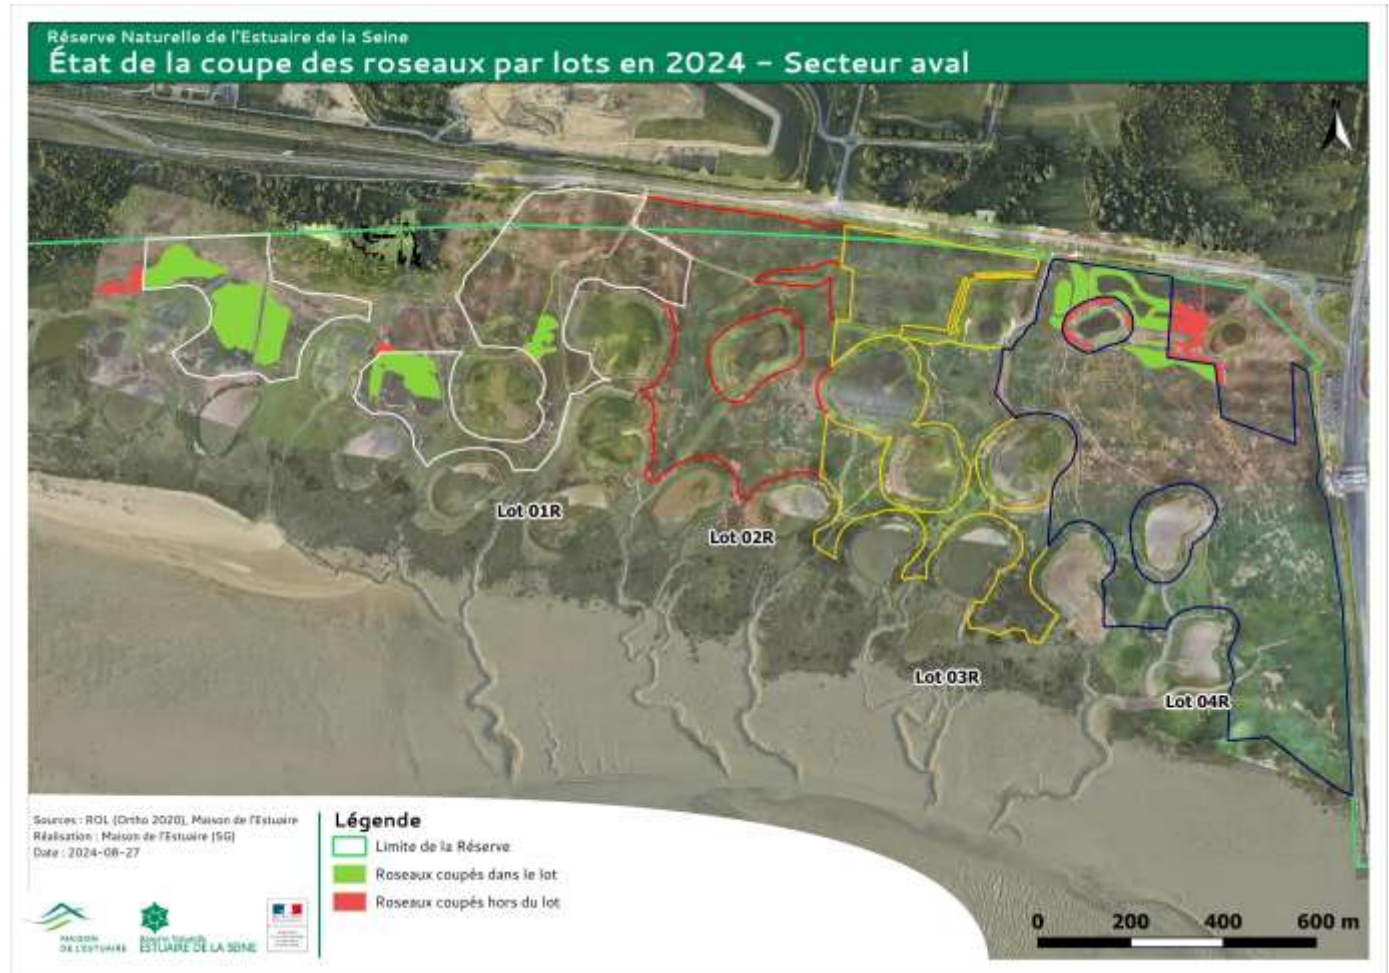 Réserve Naturelle de l'Estuaire de la Seine
État de la coupe des roseaux par lots en 2024 - Secteur aval
N
Lot 01R
Lot 02R
Lot 03R
Lot 04R
Sources : ROL (Ortho 2020), Maison de l'Estuaire
Réalisation : Maison de l'Estuaire (SG)
Date : 2024-08-27
Légende
Limite de la Réserve
Roseaux coupés dans le lot
Roseaux coupés hors du lot
MAISON
DE L'ESTUAIRE
Réserve Naturelle
ESTUAIRE DE LA SEINE
0 200 400 600 m